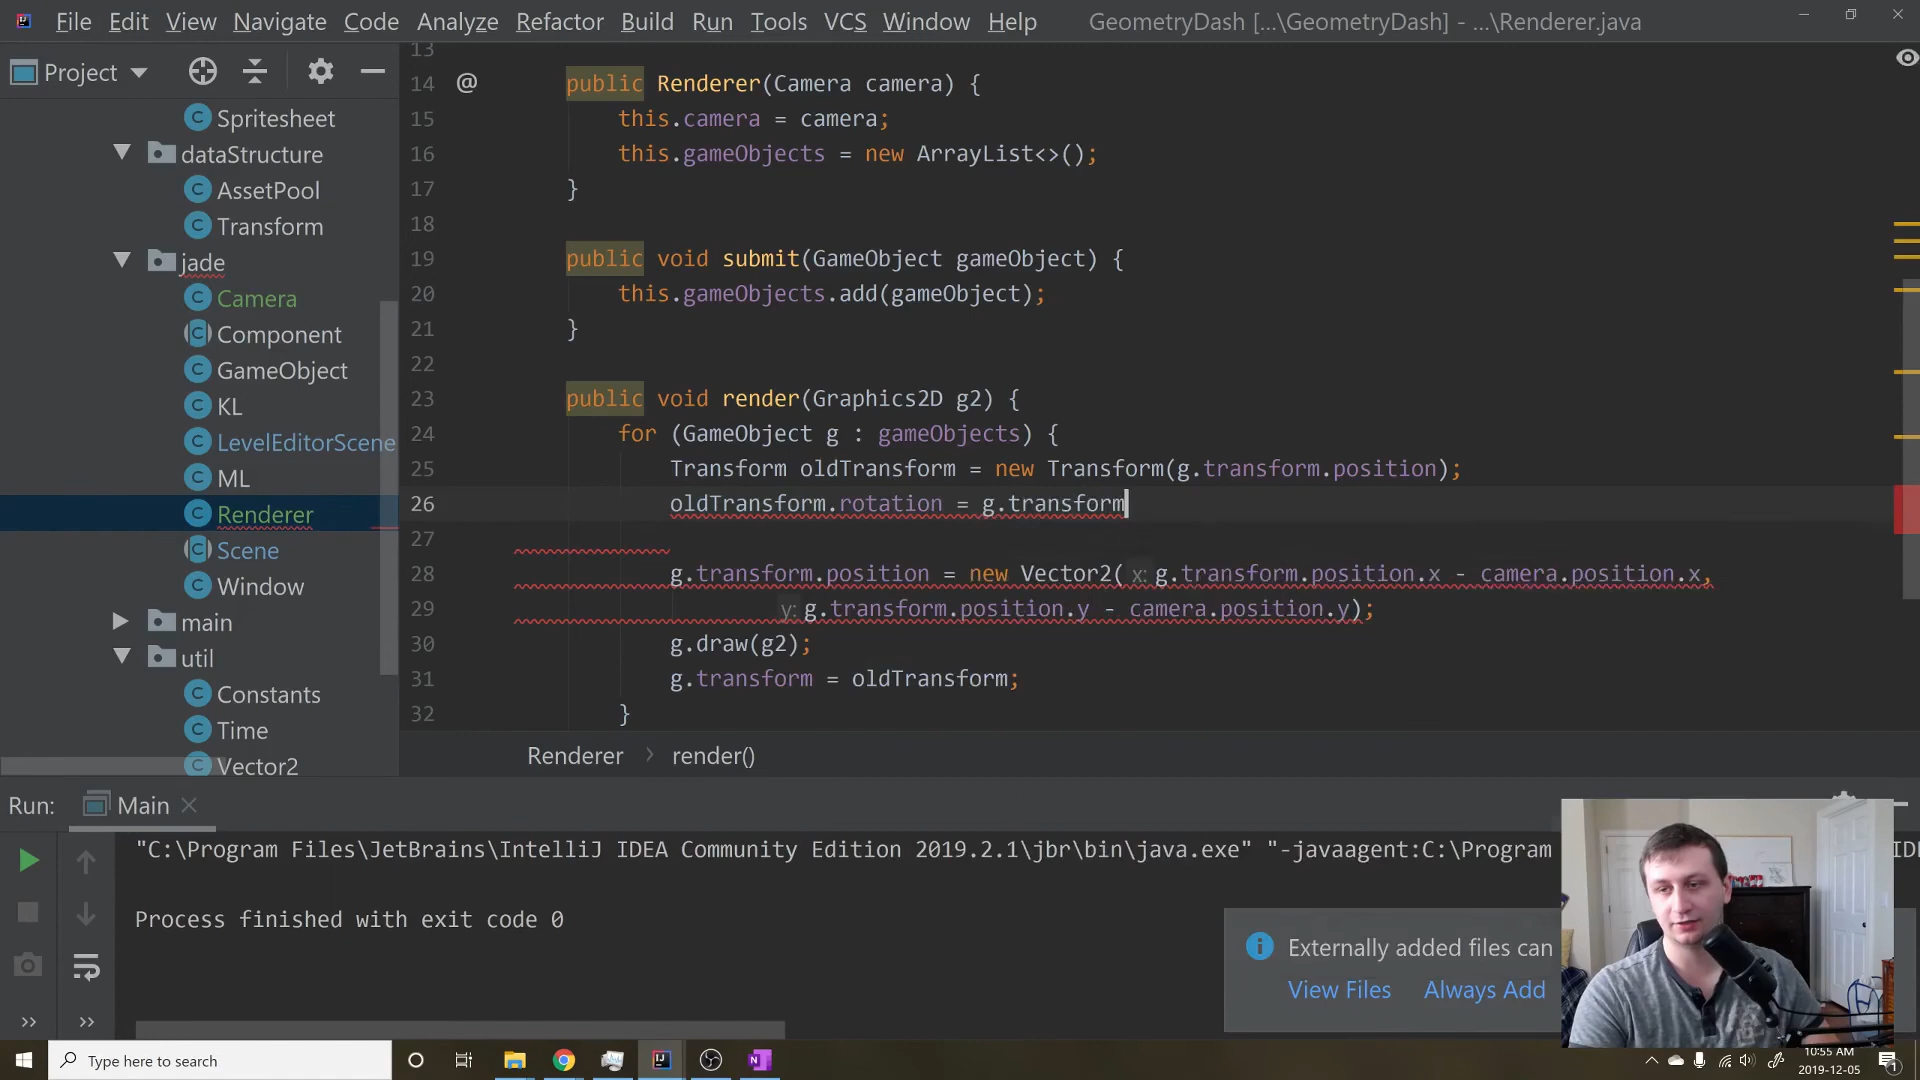 File Edit View Navigate Code Analyze Refactor Build Run Tools VCS Window Help GeometryDash [...\GeometryDash] - ...\Renderer.java
Project
Spritesheet
dataStructure
AssetPool
Transform
jade
Camera
Component
GameObject
KL
LevelEditorScene
ML
Renderer
Scene
Window
main
util
Constants
Time
Vector2
13
14 @ public Renderer(Camera camera) {
15 this.camera = camera;
16 this.gameObjects = new ArrayList<>();
17 }
18
19 public void submit(GameObject gameObject) {
20 this.gameObjects.add(gameObject);
21 }
22
23 public void render(Graphics2D g2) {
24 for (GameObject g : gameObjects) {
25 Transform oldTransform = new Transform(g.transform.position);
26 oldTransform.rotation = g.transform
27
28 g.transform.position = new Vector2( x: g.transform.position.x - camera.position.x,
29 y: g.transform.position.y - camera.position.y);
30 g.draw(g2);
31 g.transform = oldTransform;
32 }
Renderer > render()
Run: Main
"C:\Program Files\JetBrains\IntelliJ IDEA Community Edition 2019.2.1\jbr\bin\java.exe" "-javaagent:C:\Program
Process finished with exit code 0
Externally added files can
View Files Always Add
Type here to search
10:55 AM
2019-12-05